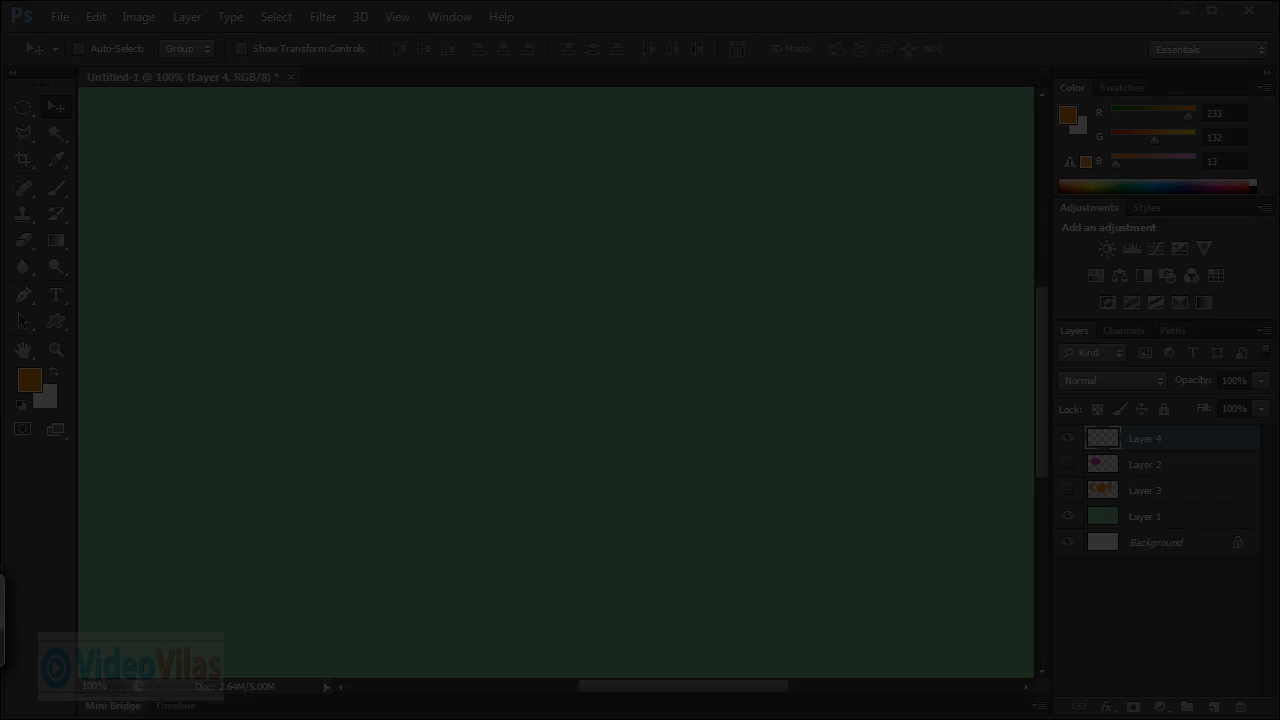 Ps File Edit Image Layer Type Select Filter 3D View Window Help
Auto-Select: Group Show Transform Controls 3D Mode: Essentials
Untitled-1 @ 100% (Layer 4, RGB/8) * ×
Color Swatches
R 233
G 132
B 13
Adjustments Styles
Add an adjustment
Layers Channels Paths
Kind
Normal Opacity: 100%
Lock: Fill: 100%
Layer 4
Layer 2
Layer 3
Layer 1
Background
VideoVilas
100% Doc: 2.64M/5.00M
Mini Bridge Timeline